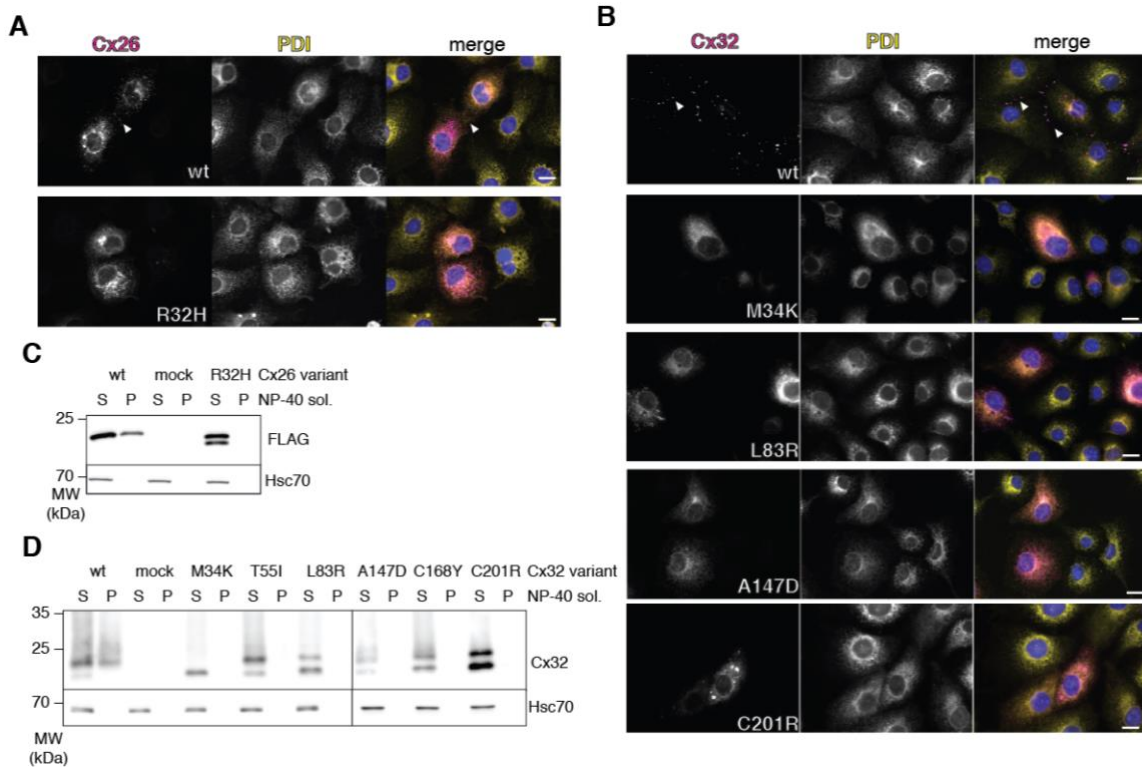 A
Cx26 PDI merge
wt
R32H
B
Cx32 PDI merge
wt
M34K
L83R
A147D
C201R
C
wt mock R32H Cx26 variant
S P S P S P NP-40 sol.
25
FLAG
70
Hsc70
MW
(kDa)
D
wt mock M34K T55I L83R A147D C168Y C201R Cx32 variant
S P S P S P S P S P S P S P S P NP-40 sol.
35
25
Cx32
70
Hsc70
MW
(kDa)